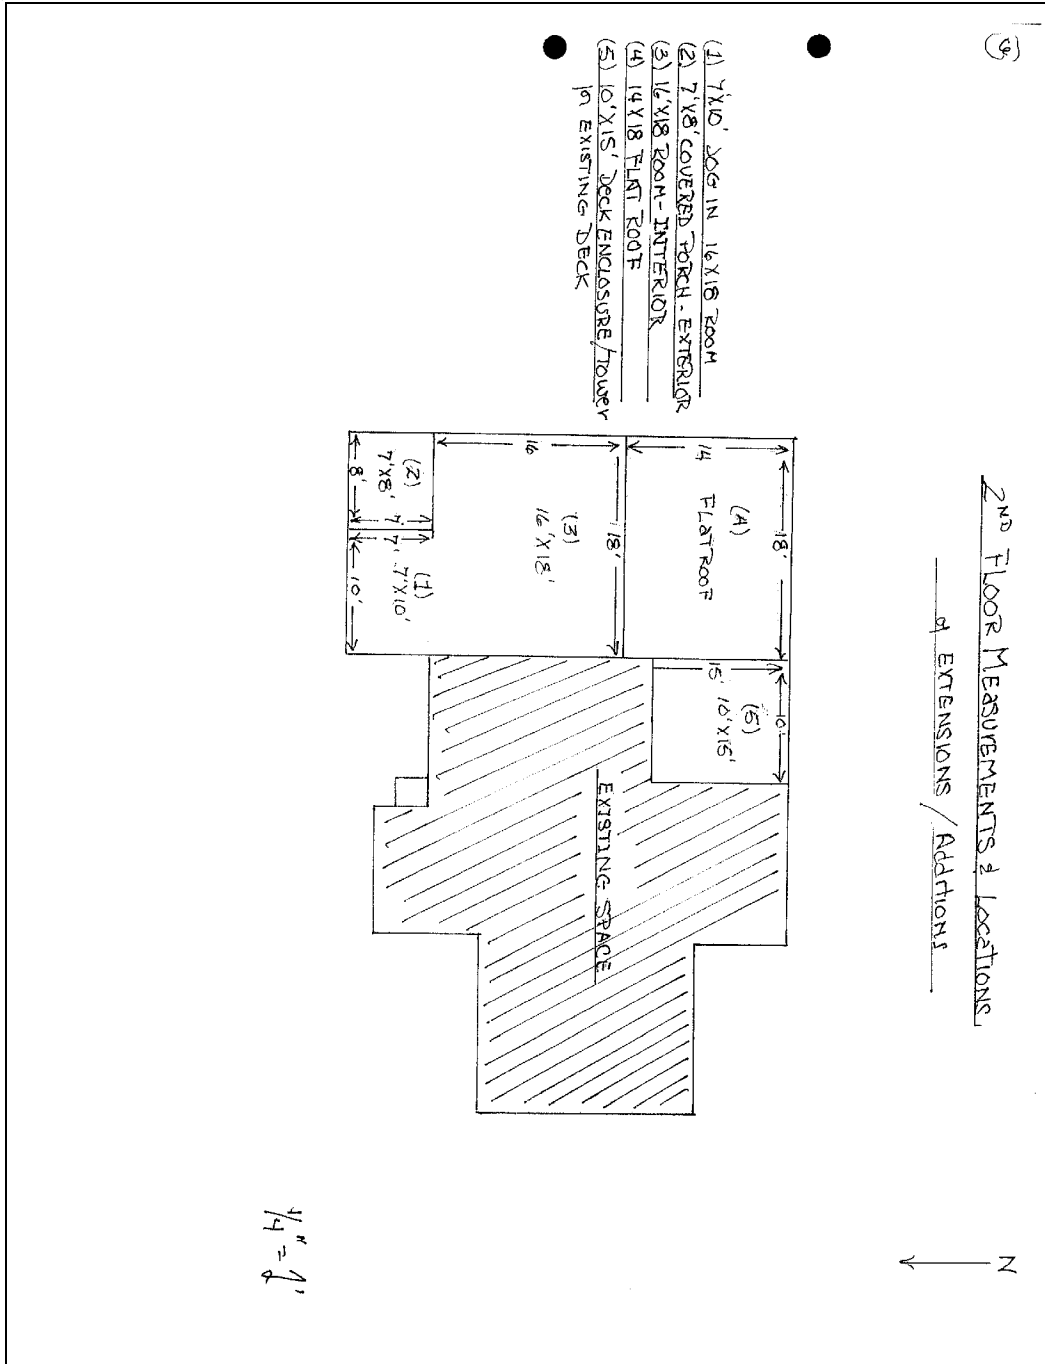 (6)
2ND FLOOR MEASUREMENTS & LOCATIONS
of EXTENSIONS / Additions
N
(1) 7'X10' JOG IN 16X18 ROOM
(2) 7'X8' COVERED PORCH - EXTERIOR
(3) 16'X18 ROOM - INTERIOR
(4) 14X18 FLAT ROOF
(5) 10'X15' DECK ENCLOSURE/TOWER
EXISTING DECK
18'
10'
14
(4)
FLAT ROOF
15'
(5)
10'X15'
18'
16
(3)
16'X18'
EXISTING SPACE
(2)
7'X8'
7'
8'
(1)
7'X10'
7'
10'
1/4" = 1'